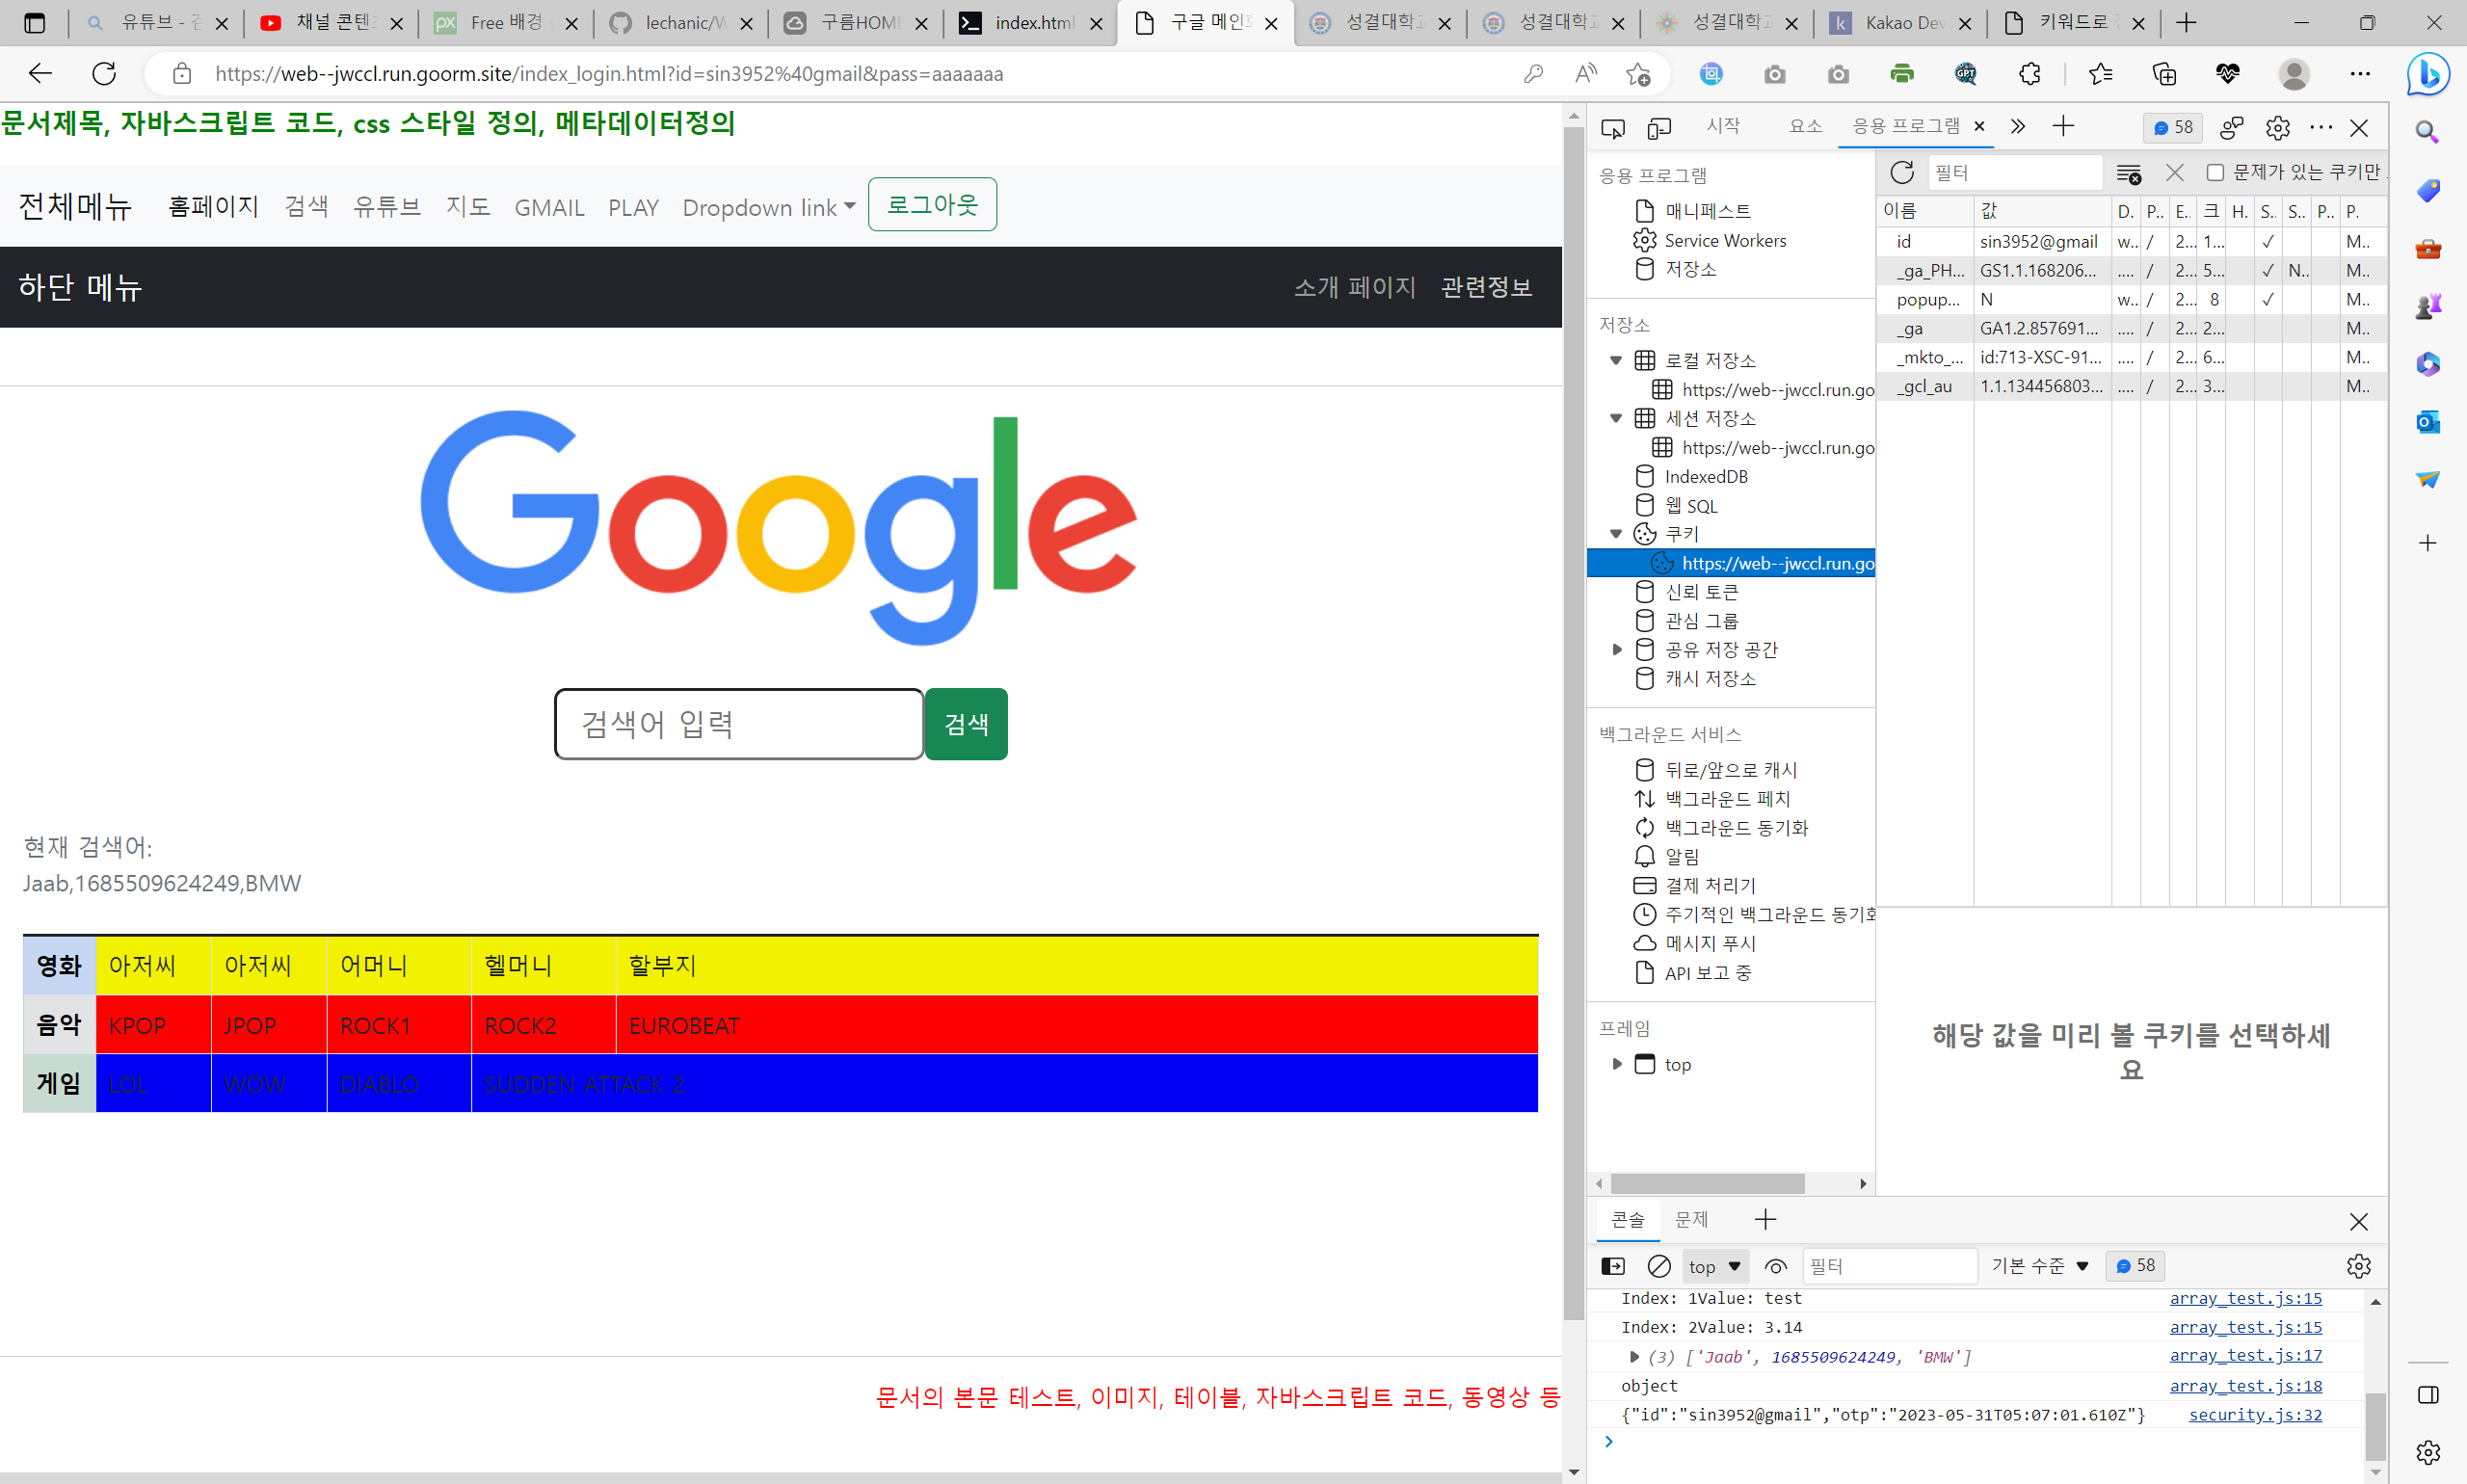 유튜브 - 검
채널 콘텐츠
Free 배경
lechanic/W
구름HOME
index.html
구글 메인화
성결대학교
성결대학교
성결대학교
Kakao Dev
키워드로
https://web--jwccl.run.goorm.site/index_login.html?id=sin3952%40gmail&pass=aaaaaaa
문서제목, 자바스크립트 코드, css 스타일 정의, 메타데이터정의
전체메뉴 홈페이지 검색 유튜브 지도 GMAIL PLAY Dropdown link 로그아웃
하단 메뉴 소개 페이지 관련정보
Google
검색어 입력 검색
현재 검색어:
Jaab,1685509624249,BMW
영화 아저씨 아저씨 어머니 헬머니 할부지
음악 KPOP JPOP ROCK1 ROCK2 EUROBEAT
게임 LOL WOW DIABLO SUDDEN ATTACK 2
문서의 본문 테스트, 이미지, 테이블, 자바스크립트 코드, 동영상 등
시작 요소 응용 프로그램 58
응용 프로그램
매니페스트
Service Workers
저장소
저장소
로컬 저장소
https://web--jwccl.run.go
세션 저장소
https://web--jwccl.run.go
IndexedDB
웹 SQL
쿠키
https://web--jwccl.run.go
신뢰 토큰
관심 그룹
공유 저장 공간
캐시 저장소
백그라운드 서비스
뒤로/앞으로 캐시
백그라운드 페치
백그라운드 동기화
알림
결제 처리기
주기적인 백그라운드 동기화
메시지 푸시
API 보고 중
프레임
top
필터 문제가 있는 쿠키만
이름 값 D. P.. E.. 크 H. S.. S.. P.. P.
id sin3952@gmail w.. / 2... 1... ✓ M..
_ga_PH... GS1.1.168206... .... / 2... 5... ✓ N.. M..
popup... N w.. / 2... 8 ✓ M..
_ga GA1.2.857691... .... / 2... 2... M..
_mkto_... id:713-XSC-91... .... / 2... 6... M..
_gcl_au 1.1.134456803... .... / 2... 3... M..
해당 값을 미리 볼 쿠키를 선택하세
요
콘솔 문제
top 필터 기본 수준 58
Index: 1Value: test array_test.js:15
Index: 2Value: 3.14 array_test.js:15
(3) ['Jaab', 1685509624249, 'BMW'] array_test.js:17
object array_test.js:18
{"id":"sin3952@gmail","otp":"2023-05-31T05:07:01.610Z"} security.js:32